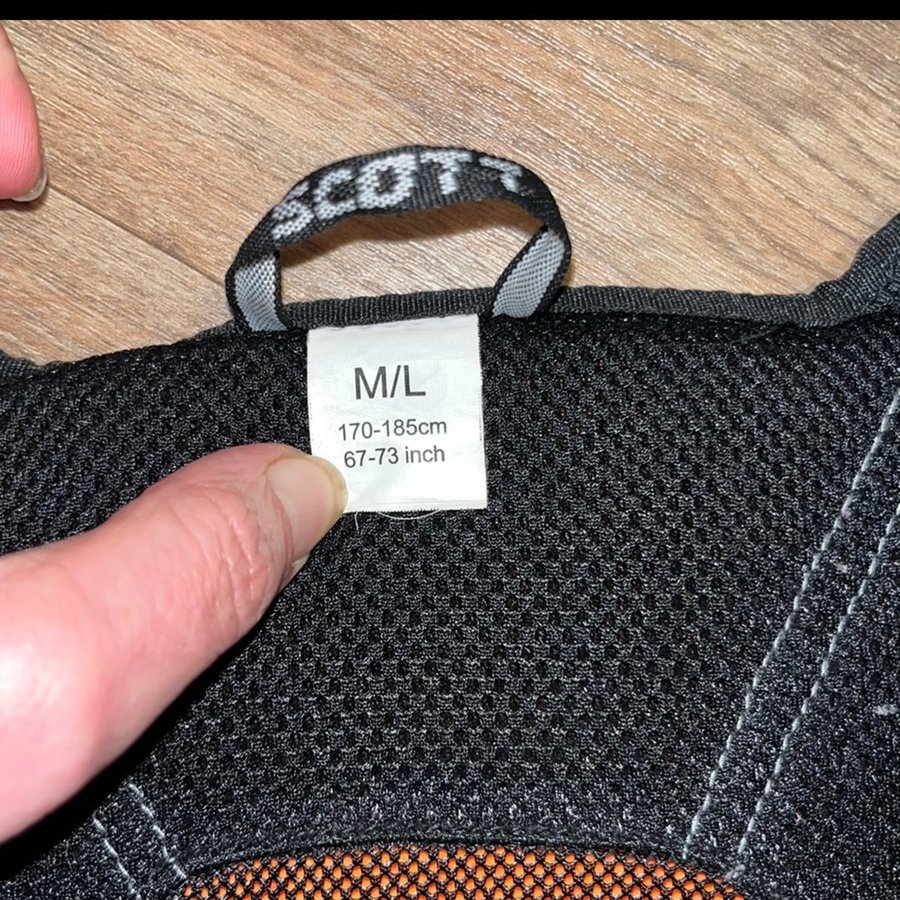 SCOTT
M/L
170-185cm
67-73 inch